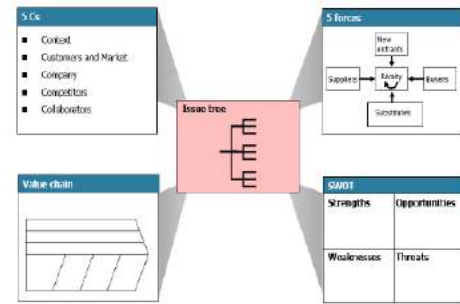 5 Cs
Context
Customers and Market
Company
Competitors
Collaborators
5 Forces
New
entrants
Suppliers
Rivalry
Buyers
Substitutes
Issue tree
Value chain
SWOT
Strengths
Opportunities
Weaknesses
Threats